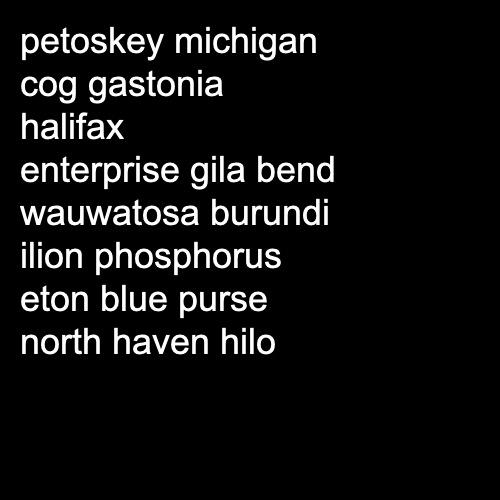 petoskey michigan
cog gastonia
halifax
enterprise gila bend
wauwatosa burundi
ilion phosphorus
eton blue purse
north haven hilo